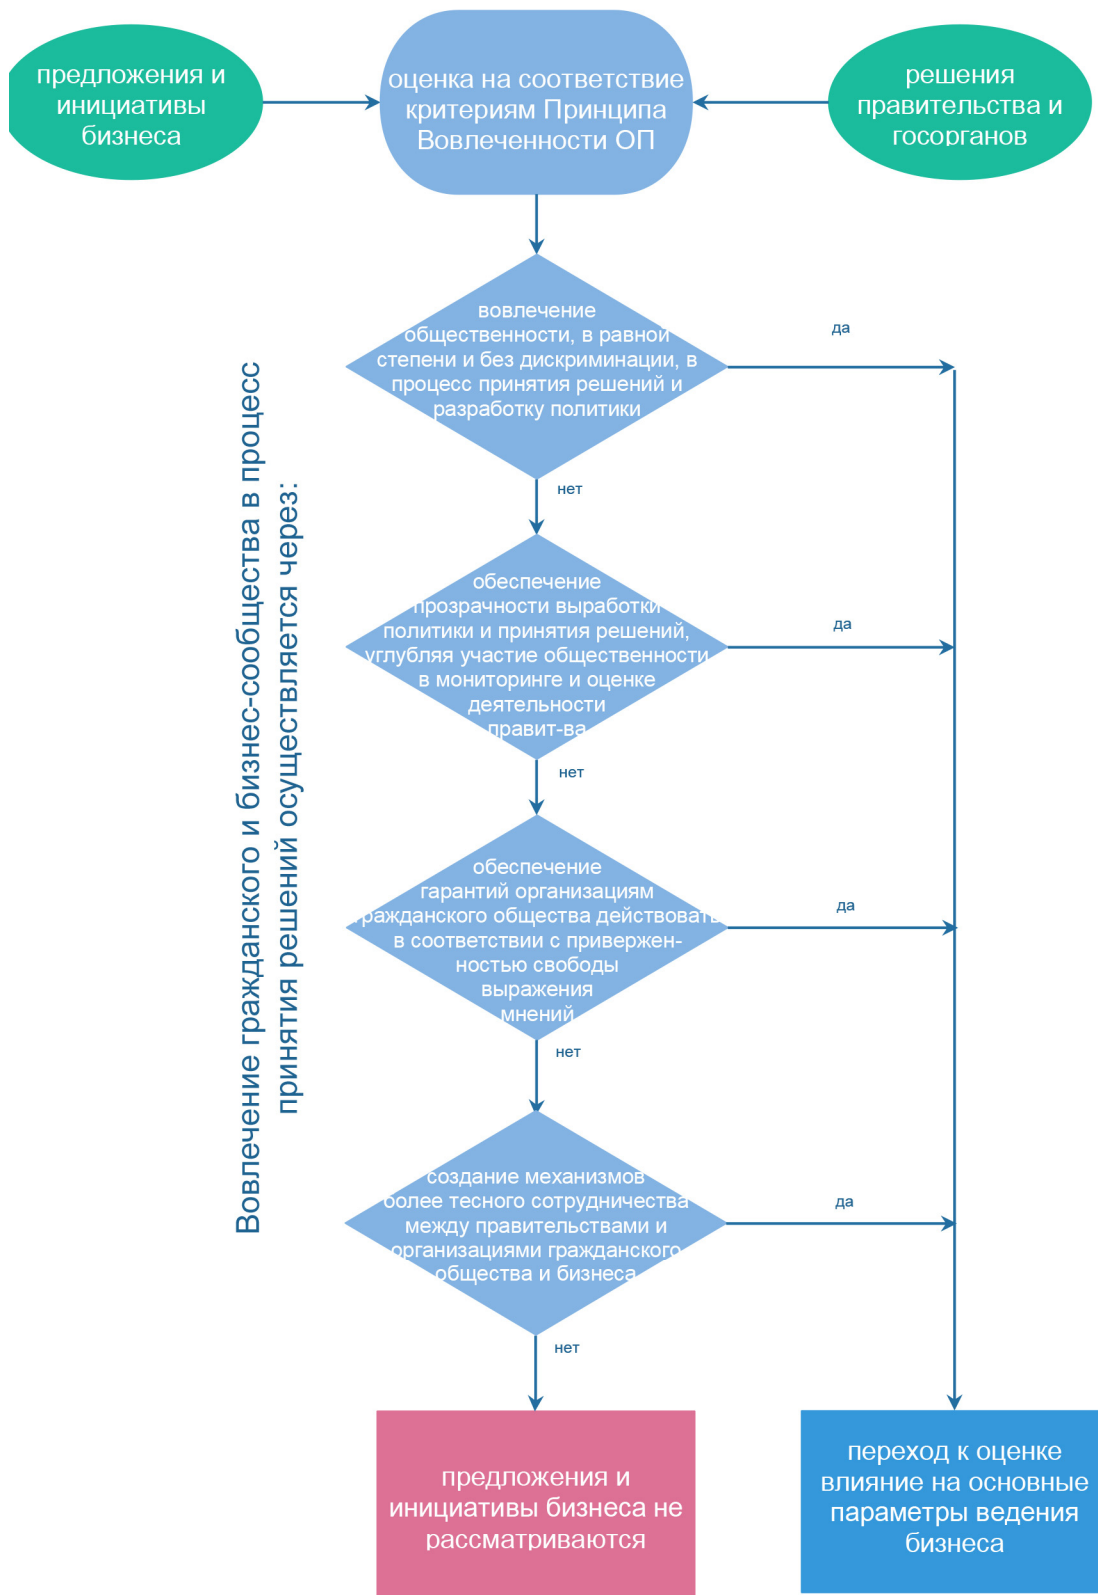 предложения и
инициативы
бизнеса
оценка на соответствие
критериям Принципа
Вовлеченности ОП
решения
правительства и
госорганов
Вовлечение гражданского и бизнес-сообщества в процесс
принятия решений осуществляется через:
вовлечение
общественности, в равной
степени и без дискриминации, в
процесс принятия решений и
разработку политики
да
нет
обеспечение
прозрачности выработки
политики и принятия решений,
углубляя участие общественности
в мониторинге и оценке
деятельности
правит-ва
да
нет
обеспечение
гарантий организациям
гражданского общества действовать
в соответствии с привержен-
ностью свободы
выражения
мнений
да
нет
создание механизмов
более тесного сотрудничества
между правительствами и
организациями гражданского
общества и бизнеса
да
нет
предложения и
инициативы бизнеса не
рассматриваются
переход к оценке
влияние на основные
параметры ведения
бизнеса